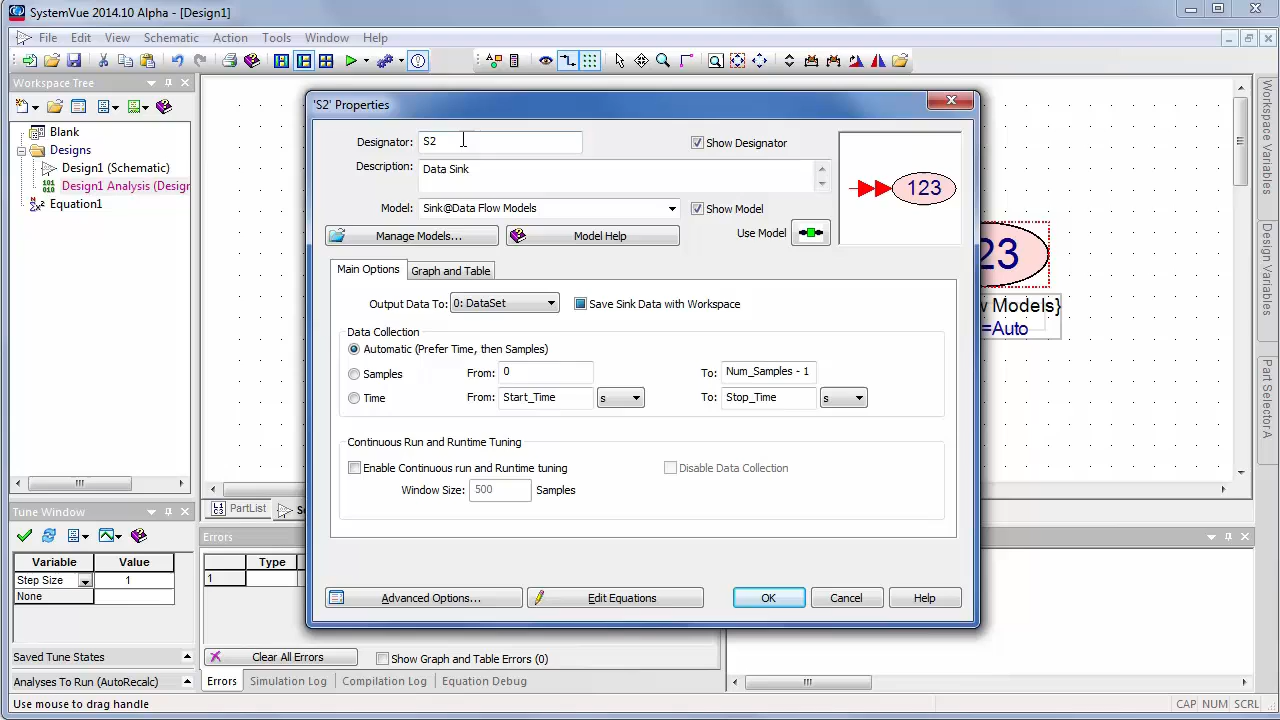 SystemVue 2014.10 Alpha - [Design1]
File Edit View Schematic Action Tools Window Help
Workspace Tree
Blank
Designs
Design1 (Schematic)
Design1 Analysis (Desigr
Equation1
Tune Window
Variable Value
Step Size 1
None
Saved Tune States
Analyses To Run (AutoRecalc)
'S2' Properties
Designator: S2
Show Designator
Description: Data Sink
Model: Sink@Data Flow Models
Show Model
Manage Models...
Model Help
Use Model
123
Main Options
Graph and Table
Output Data To: 0: DataSet
Save Sink Data with Workspace
Data Collection
Automatic (Prefer Time, then Samples)
Samples From: 0 To: Num_Samples - 1
Time From: Start_Time s To: Stop_Time s
Continuous Run and Runtime Tuning
Enable Continuous run and Runtime tuning
Disable Data Collection
Window Size: 500 Samples
Advanced Options...
Edit Equations
OK
Cancel
Help
23
w Models}
=Auto
Workspace Variables
Design Variables
Part Selector A
PartList
Errors
Type
1
Clear All Errors
Show Graph and Table Errors (0)
Errors Simulation Log Compilation Log Equation Debug
Use mouse to drag handle
CAP NUM SCRL